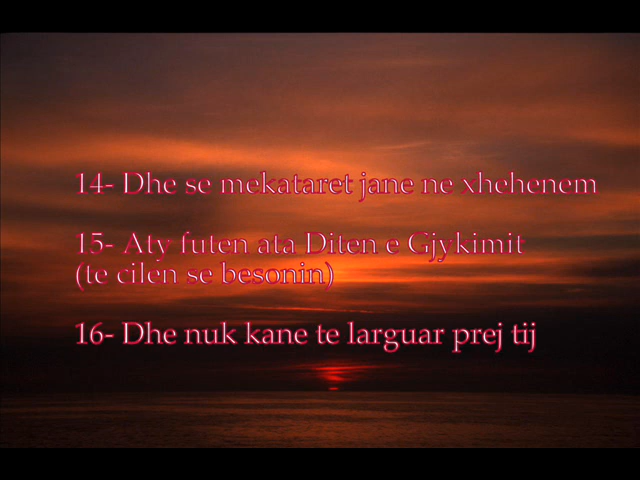 14- Dhe se mekataret jane ne xhehenem
15- Aty futen ata Diten e Gjykimit
(te cilen se besonin)
16- Dhe nuk kane te larguar prej tij